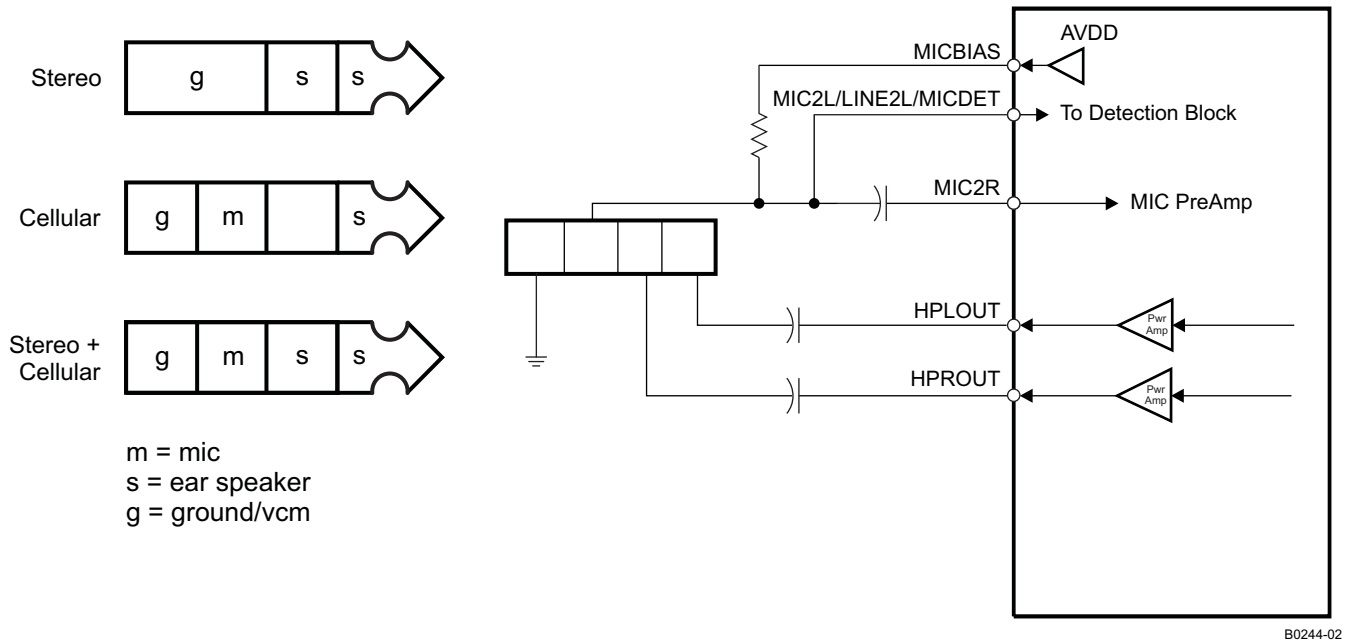 Stereo
g s s
Cellular
g m s
Stereo +
Cellular
g m s s
m = mic
s = ear speaker
g = ground/vcm
MICBIAS
AVDD
MIC2L/LINE2L/MICDET
To Detection Block
MIC2R
MIC PreAmp
HPLOUT
Pwr
Amp
HPROUT
Pwr
Amp
B0244-02